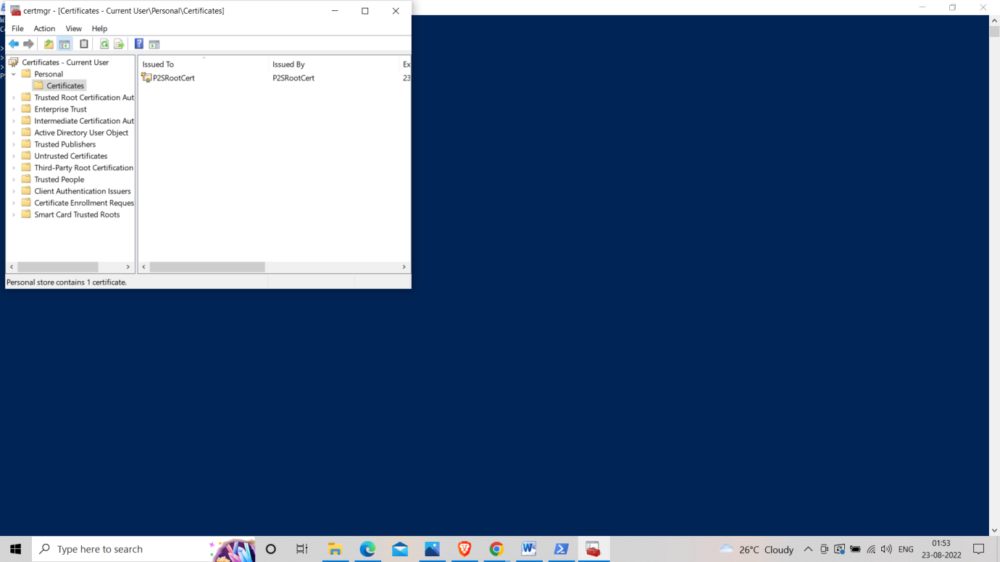 certmgr - [Certificates - Current User\Personal\Certificates]
File Action View Help
Certificates - Current User
Personal
Certificates
Trusted Root Certification Aut
Enterprise Trust
Intermediate Certification Aut
Active Directory User Object
Trusted Publishers
Untrusted Certificates
Third-Party Root Certification
Trusted People
Client Authentication Issuers
Certificate Enrollment Reques
Smart Card Trusted Roots
Issued To Issued By Ex
P2SRootCert P2SRootCert 23
Personal store contains 1 certificate.
Type here to search
26°C Cloudy
ENG
01:53
23-08-2022